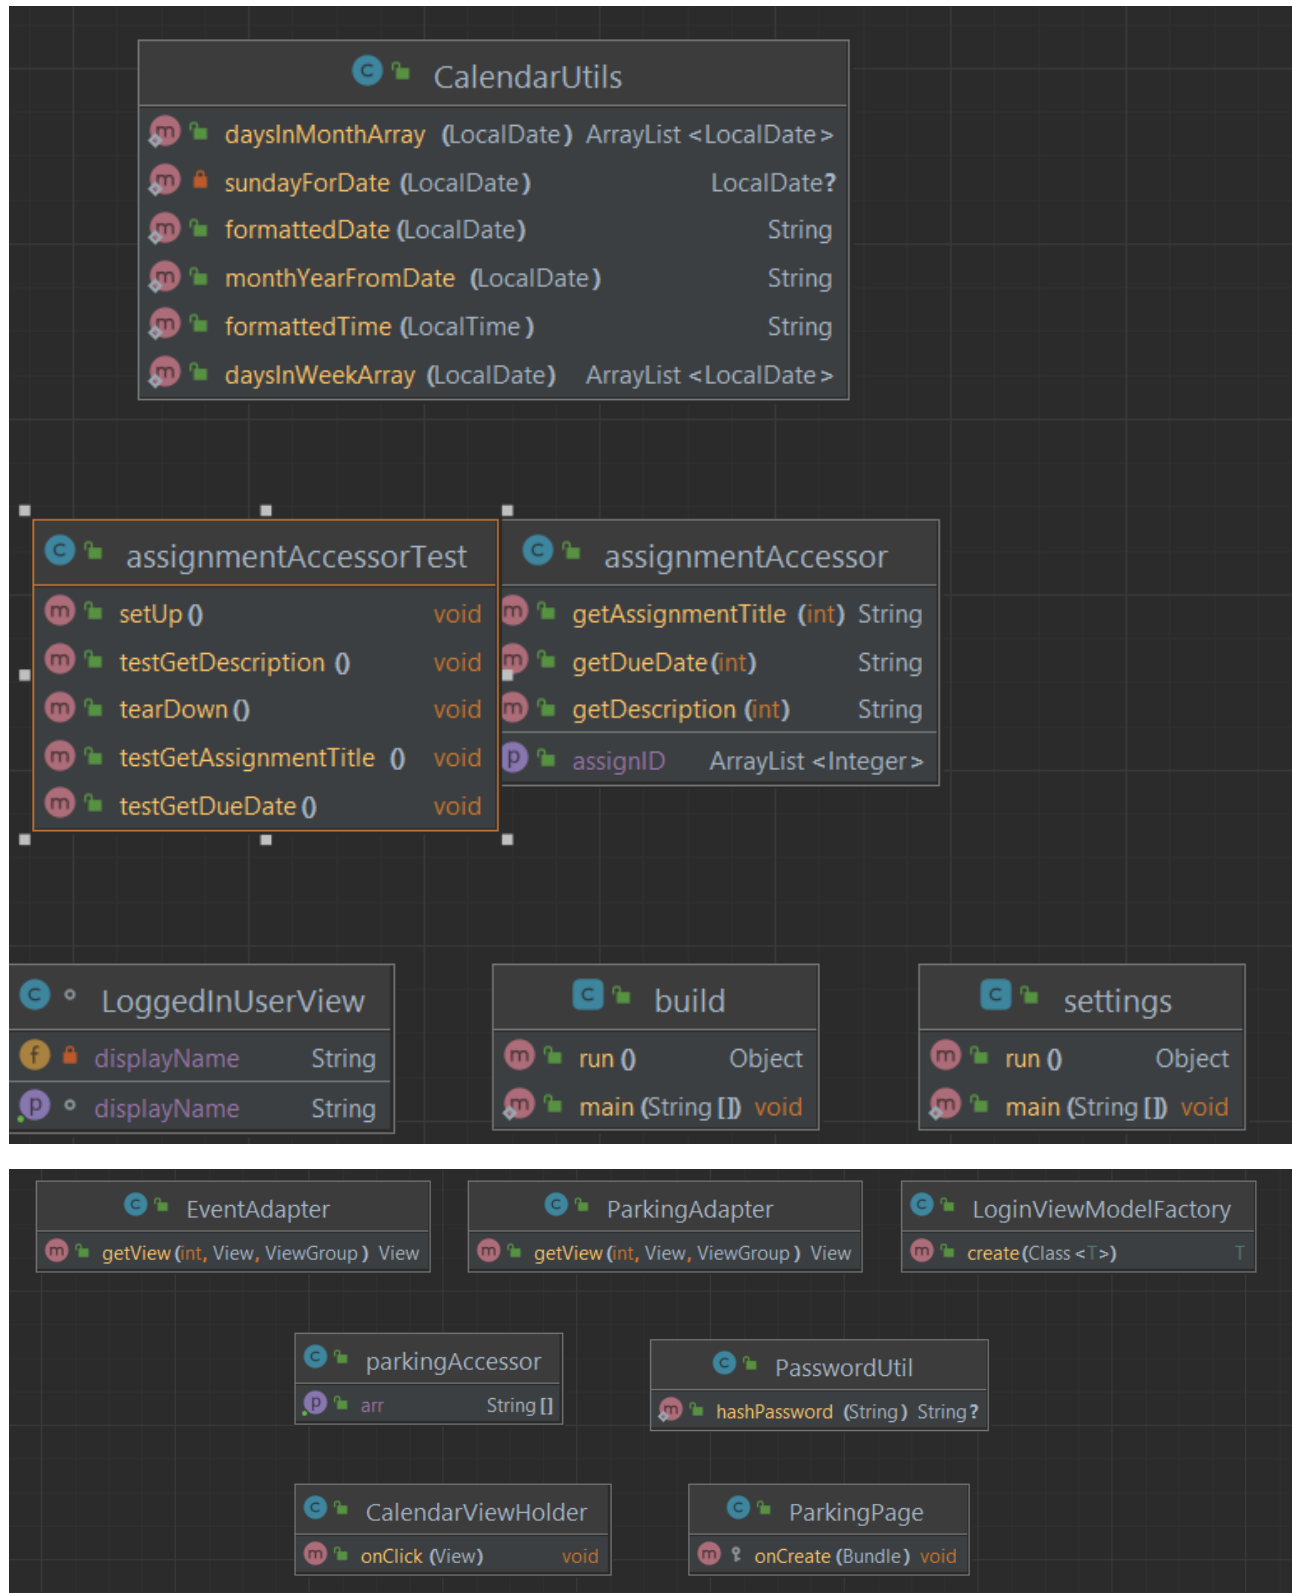 CalendarUtils
daysInMonthArray (LocalDate) ArrayList <LocalDate>
sundayForDate (LocalDate) LocalDate?
formattedDate (LocalDate) String
monthYearFromDate (LocalDate) String
formattedTime (LocalTime) String
daysInWeekArray (LocalDate) ArrayList <LocalDate>
assignmentAccessorTest
setUp () void
testGetDescription () void
tearDown () void
testGetAssignmentTitle () void
testGetDueDate () void
assignmentAccessor
getAssignmentTitle (int) String
getDueDate (int) String
getDescription (int) String
assignID ArrayList <Integer>
LoggedInUserView
displayName String
displayName String
build
run () Object
main (String []) void
settings
run () Object
main (String []) void
EventAdapter
getView (int, View, ViewGroup) View
ParkingAdapter
getView (int, View, ViewGroup) View
LoginViewModelFactory
create (Class <T>) T
parkingAccessor
arr String []
PasswordUtil
hashPassword (String) String?
CalendarViewHolder
onClick (View) void
ParkingPage
onCreate (Bundle) void